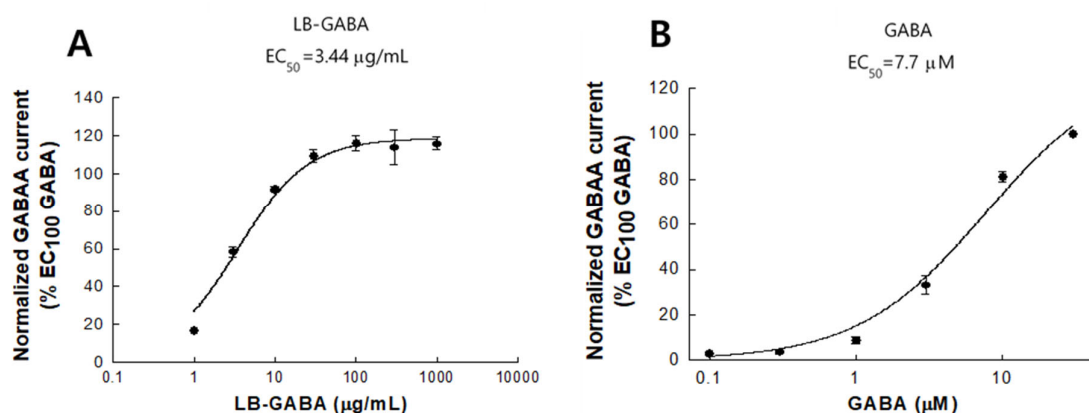 A
LB-GABA
EC50=3.44 μg/mL
Normalized GABAA current
(% EC100 GABA)
140
120
100
80
60
40
20
0
0.1 1 10 100 1000 10000
LB-GABA (μg/mL)
B
GABA
EC50=7.7 μM
Normalized GABAA current
(% EC100 GABA)
120
100
80
60
40
20
0
0.1 1 10
GABA (μM)